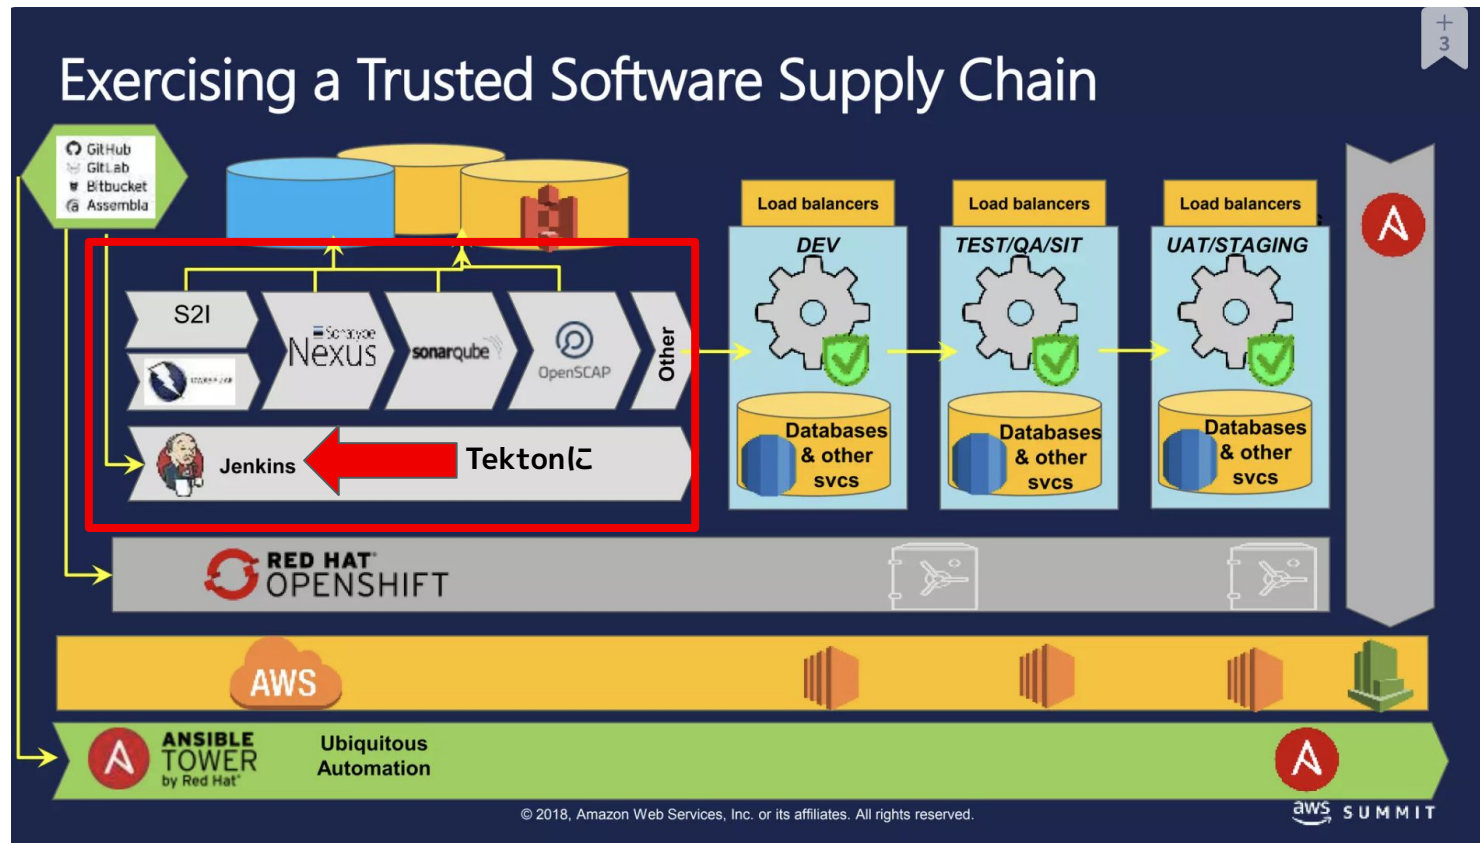 +
3
Exercising a Trusted Software Supply Chain
GitHub
GitLab
Bitbucket
Assembla
Load balancers
Load balancers
Load balancers
DEV
TEST/QA/SIT
UAT/STAGING
S2I
Sonatype
Nexus
sonarqube
OpenSCAP
Other
Jenkins
Tektonに
Databases
& other
svcs
Databases
& other
svcs
Databases
& other
svcs
RED HAT
OPENSHIFT
AWS
ANSIBLE
TOWER
by Red Hat®
Ubiquitous
Automation
© 2018, Amazon Web Services, Inc. or its affiliates. All rights reserved.
aws SUMMIT